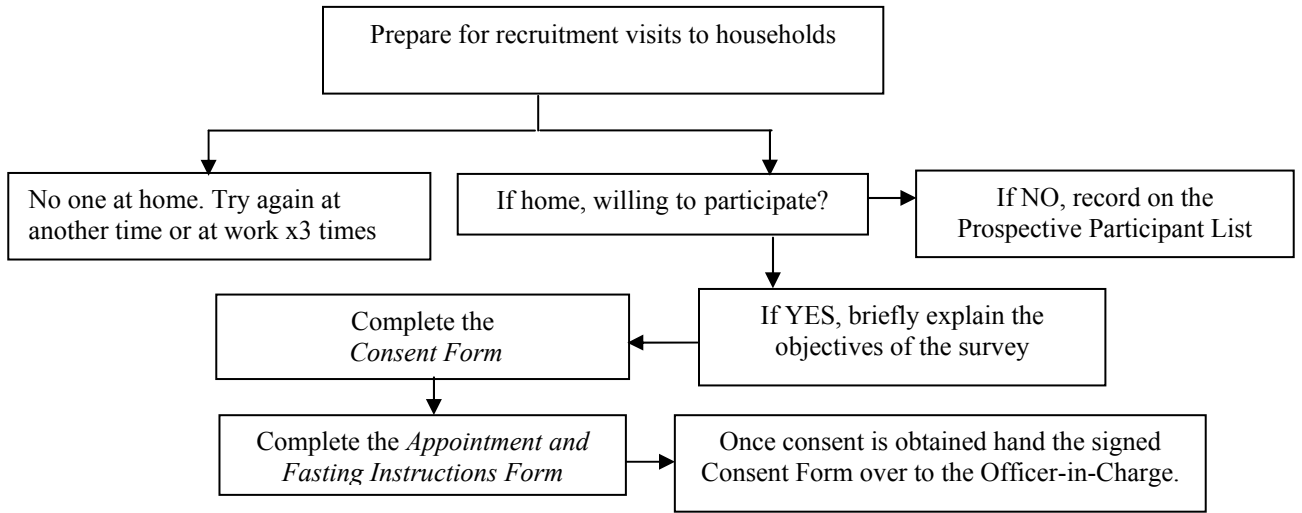 Prepare for recruitment visits to households
No one at home. Try again at
another time or at work x3 times
If home, willing to participate?
If NO, record on the
Prospective Participant List
If YES, briefly explain the
objectives of the survey
Complete the
Consent Form
Complete the Appointment and
Fasting Instructions Form
Once consent is obtained hand the signed
Consent Form over to the Officer-in-Charge.